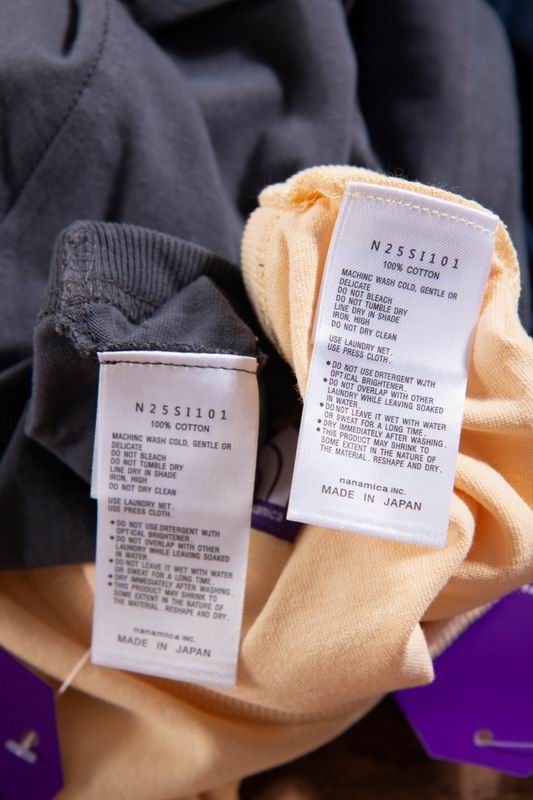 N25SI101
100% COTTON
MACHINC WASH COLD, GENTLE OR
DELICATE
DO NOT BLEACH
DO NOT TUMBLE DRY
LINE DRY IN SHADE
IRON, HIGH
DO NOT DRY CLEAN
USE LAUNDRY NET.
USE PRESS CLOTH.
● DO NOT USE DRTERGENT WJTH
OPTICAL BRIGHTENER.
● DO NOT OVERLAP WITH OTHER
LAUNDRY WHILE LEAVING SOAKED
IN WATER.
● DO NOT LEAVE IT WET WITH WATER
OR SWEAT FOR A LONG TIME.
● DRY IMMEDIATELY AFTER WASHING.
● THIS PRODUCT MAY SHRINK TO
SOME EXTENT IN THE NATURE OF
THE MATERIAL. RESHAPE AND DRY.
nanamica INC.
MADE IN JAPAN
N25SI101
100% COTTON
MACHINC WASH COLD, GENTLE OR
DELICATE
DO NOT BLEACH
DO NOT TUMBLE DRY
LINE DRY IN SHADE
IRON, HIGH
DO NOT DRY CLEAN
USE LAUNDRY NET.
USE PRESS CLOTH.
● DO NOT USE DRTERGENT WJTH
OPTICAL BRIGHTENER.
● DO NOT OVERLAP WITH OTHER
LAUNDRY WHILE LEAVING SOAKED
IN WATER.
● DO NOT LEAVE IT WET WITH WATER
OR SWEAT FOR A LONG TIME.
● DRY IMMEDIATELY AFTER WASHING.
● THIS PRODUCT MAY SHRINK TO
SOME EXTENT IN THE NATURE OF
THE MATERIAL. RESHAPE AND DRY.
nanamica INC.
MADE IN JAPAN